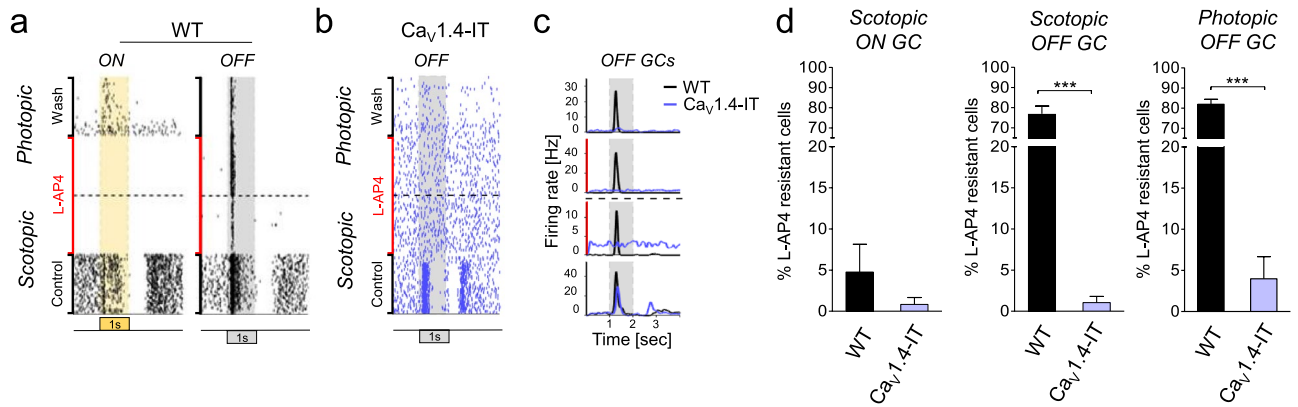 a
WT
ON
OFF
Photopic
Scotopic
Wash
L-AP4
Control
1s
1s
b
CaV1.4-IT
OFF
Photopic
Scotopic
Wash
L-AP4
Control
1s
c
OFF GCs
WT
CaV1.4-IT
Firing rate [Hz]
30
20
10
0
40
20
0
10
5
0
40
20
0
1 2 3
Time [sec]
d
Scotopic
ON GC
% L-AP4 resistant cells
100
90
80
70
20
15
10
5
0
WT
CaV1.4-IT
Scotopic
OFF GC
% L-AP4 resistant cells
100
90
80
70
20
15
10
5
0
***
WT
CaV1.4-IT
Photopic
OFF GC
% L-AP4 resistant cells
100
90
80
70
20
15
10
5
0
***
WT
CaV1.4-IT